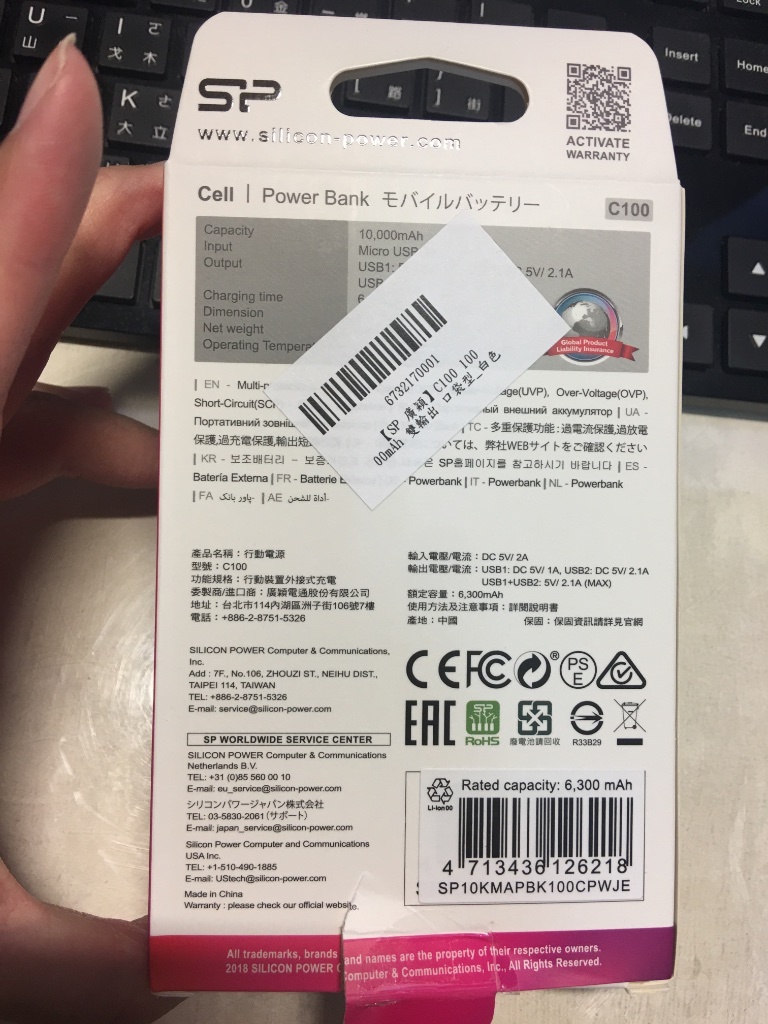 U
山
I
戈
木
K
大
立
路
街
Insert
Home
Delete
End
SP
www.silicon-power.com
ACTIVATE
WARRANTY
Cell | Power Bank モバイルバッテリー
C100
Capacity 10,000mAh
Input Micro USB
Output USB1: 5V/ 2.1A
USB
Charging time 6
Dimension
Net weight
Operating
Global Product
Liability Insurance
6732170001
【SP 廣穎】C100 100
00mAh 雙輸出 口袋型_白色
| EN - (UVP), Over-Voltage(OVP),
внешний аккумулятор | UA -
Портативний | TC - 多重保護功能:過電流保護,過放電
保護,過充電保護,輸出短 ついては、弊社WEBサイトをご確認ください
| KR - 보조배터리 - SP홈페이지를 참고하시기 바랍니다 | ES -
Batería Externa | FR - Batterie Powerbank | IT - Powerbank | NL - Powerbank
| FA پاور بانک- | AE أداة للشحن-
產品名稱:行動電源
型號:C100
功能規格:行動裝置外接式充電
委製商/進口商:廣穎電通股份有限公司
地址:台北市114內湖區洲子街106號7樓
電話:+886-2-8751-5326
輸入電壓/電流:DC 5V/ 2A
輸出電壓/電流:USB1: DC 5V/ 1A, USB2: DC 5V/ 2.1A
USB1+USB2: 5V/ 2.1A (MAX)
額定容量:6,300mAh
使用方法及注意事項:詳閱說明書
產地:中國 保固:保固資訊請詳見官網
SILICON POWER Computer & Communications,
Inc.
Add : 7F., No.106, ZHOUZI ST., NEIHU DIST.,
TAIPEI 114, TAIWAN
TEL: +886-2-8751-5326
E-mail: service@silicon-power.com
CE FC ® PS
E
EAC SP
RoHS
廢電池請回收
R33B29
SP WORLDWIDE SERVICE CENTER
SILICON POWER Computer & Communications
Netherlands B.V.
TEL: +31 (0)85 560 00 10
E-mail: eu_service@silicon-power.com
シリコンパワージャパン株式会社
TEL: 03-5830-2061(サポート)
E-mail: japan_service@silicon-power.com
Silicon Power Computer and Communications
USA Inc.
TEL: +1-510-490-1885
E-mail: UStech@silicon-power.com
Made in China
Warranty : please check our official website.
Li-ion00
Rated capacity: 6,300 mAh
4 713436 126218
SP10KMAPBK100CPWJE
All trademarks, brands and names are the property of their respective owners.
2018 SILICON POWER Computer & Communications, Inc., All Rights Reserved.